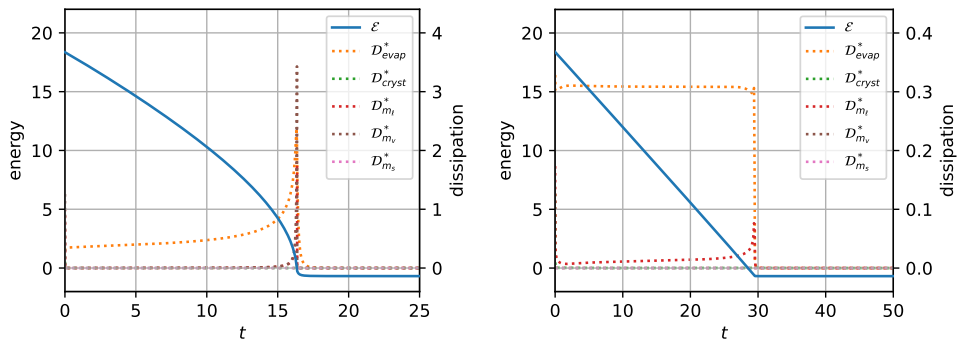 energy
20
15
10
5
0
0 5 10 15 20 25
t
4
3
2
1
0
dissipation
ℰ
𝒟*evap
𝒟*cryst
𝒟*mℓ
𝒟*mv
𝒟*ms
energy
20
15
10
5
0
0 10 20 30 40 50
t
0.4
0.3
0.2
0.1
0.0
dissipation
ℰ
𝒟*evap
𝒟*cryst
𝒟*mℓ
𝒟*mv
𝒟*ms